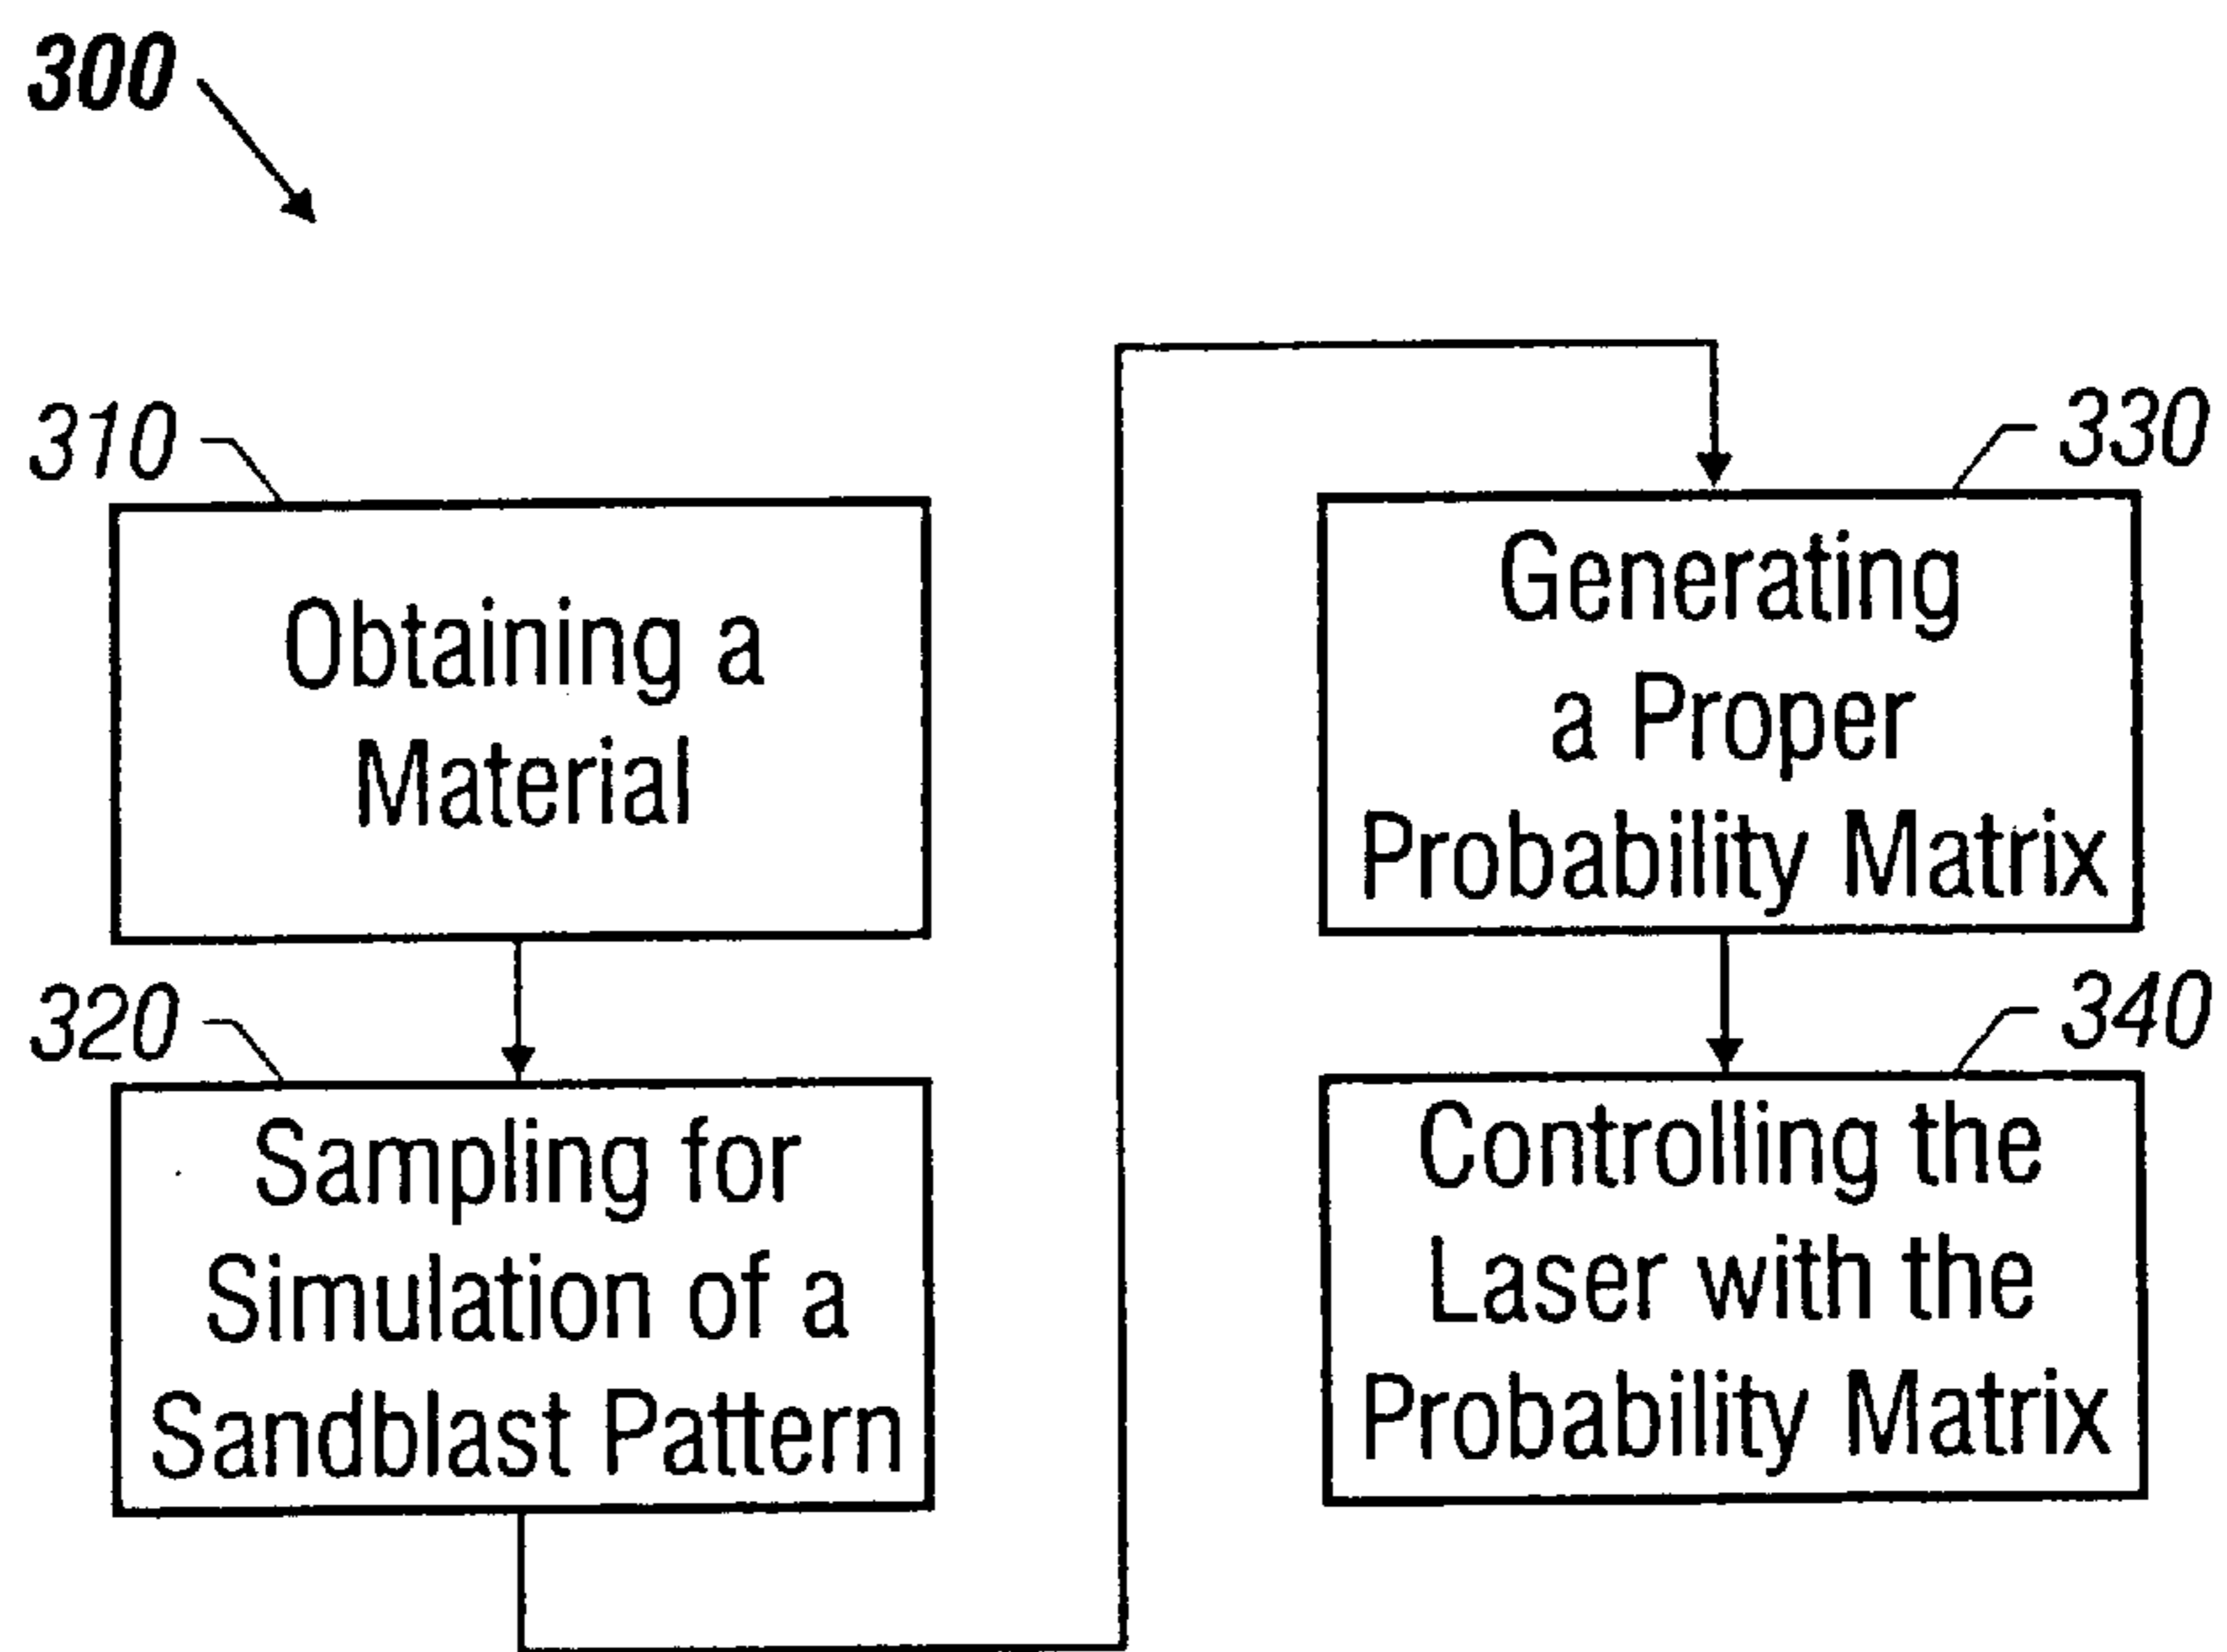 300
310
Obtaining a
Material
320
Sampling for
Simulation of a
Sandblast Pattern
330
Generating
a Proper
Probability Matrix
340
Controlling the
Laser with the
Probability Matrix